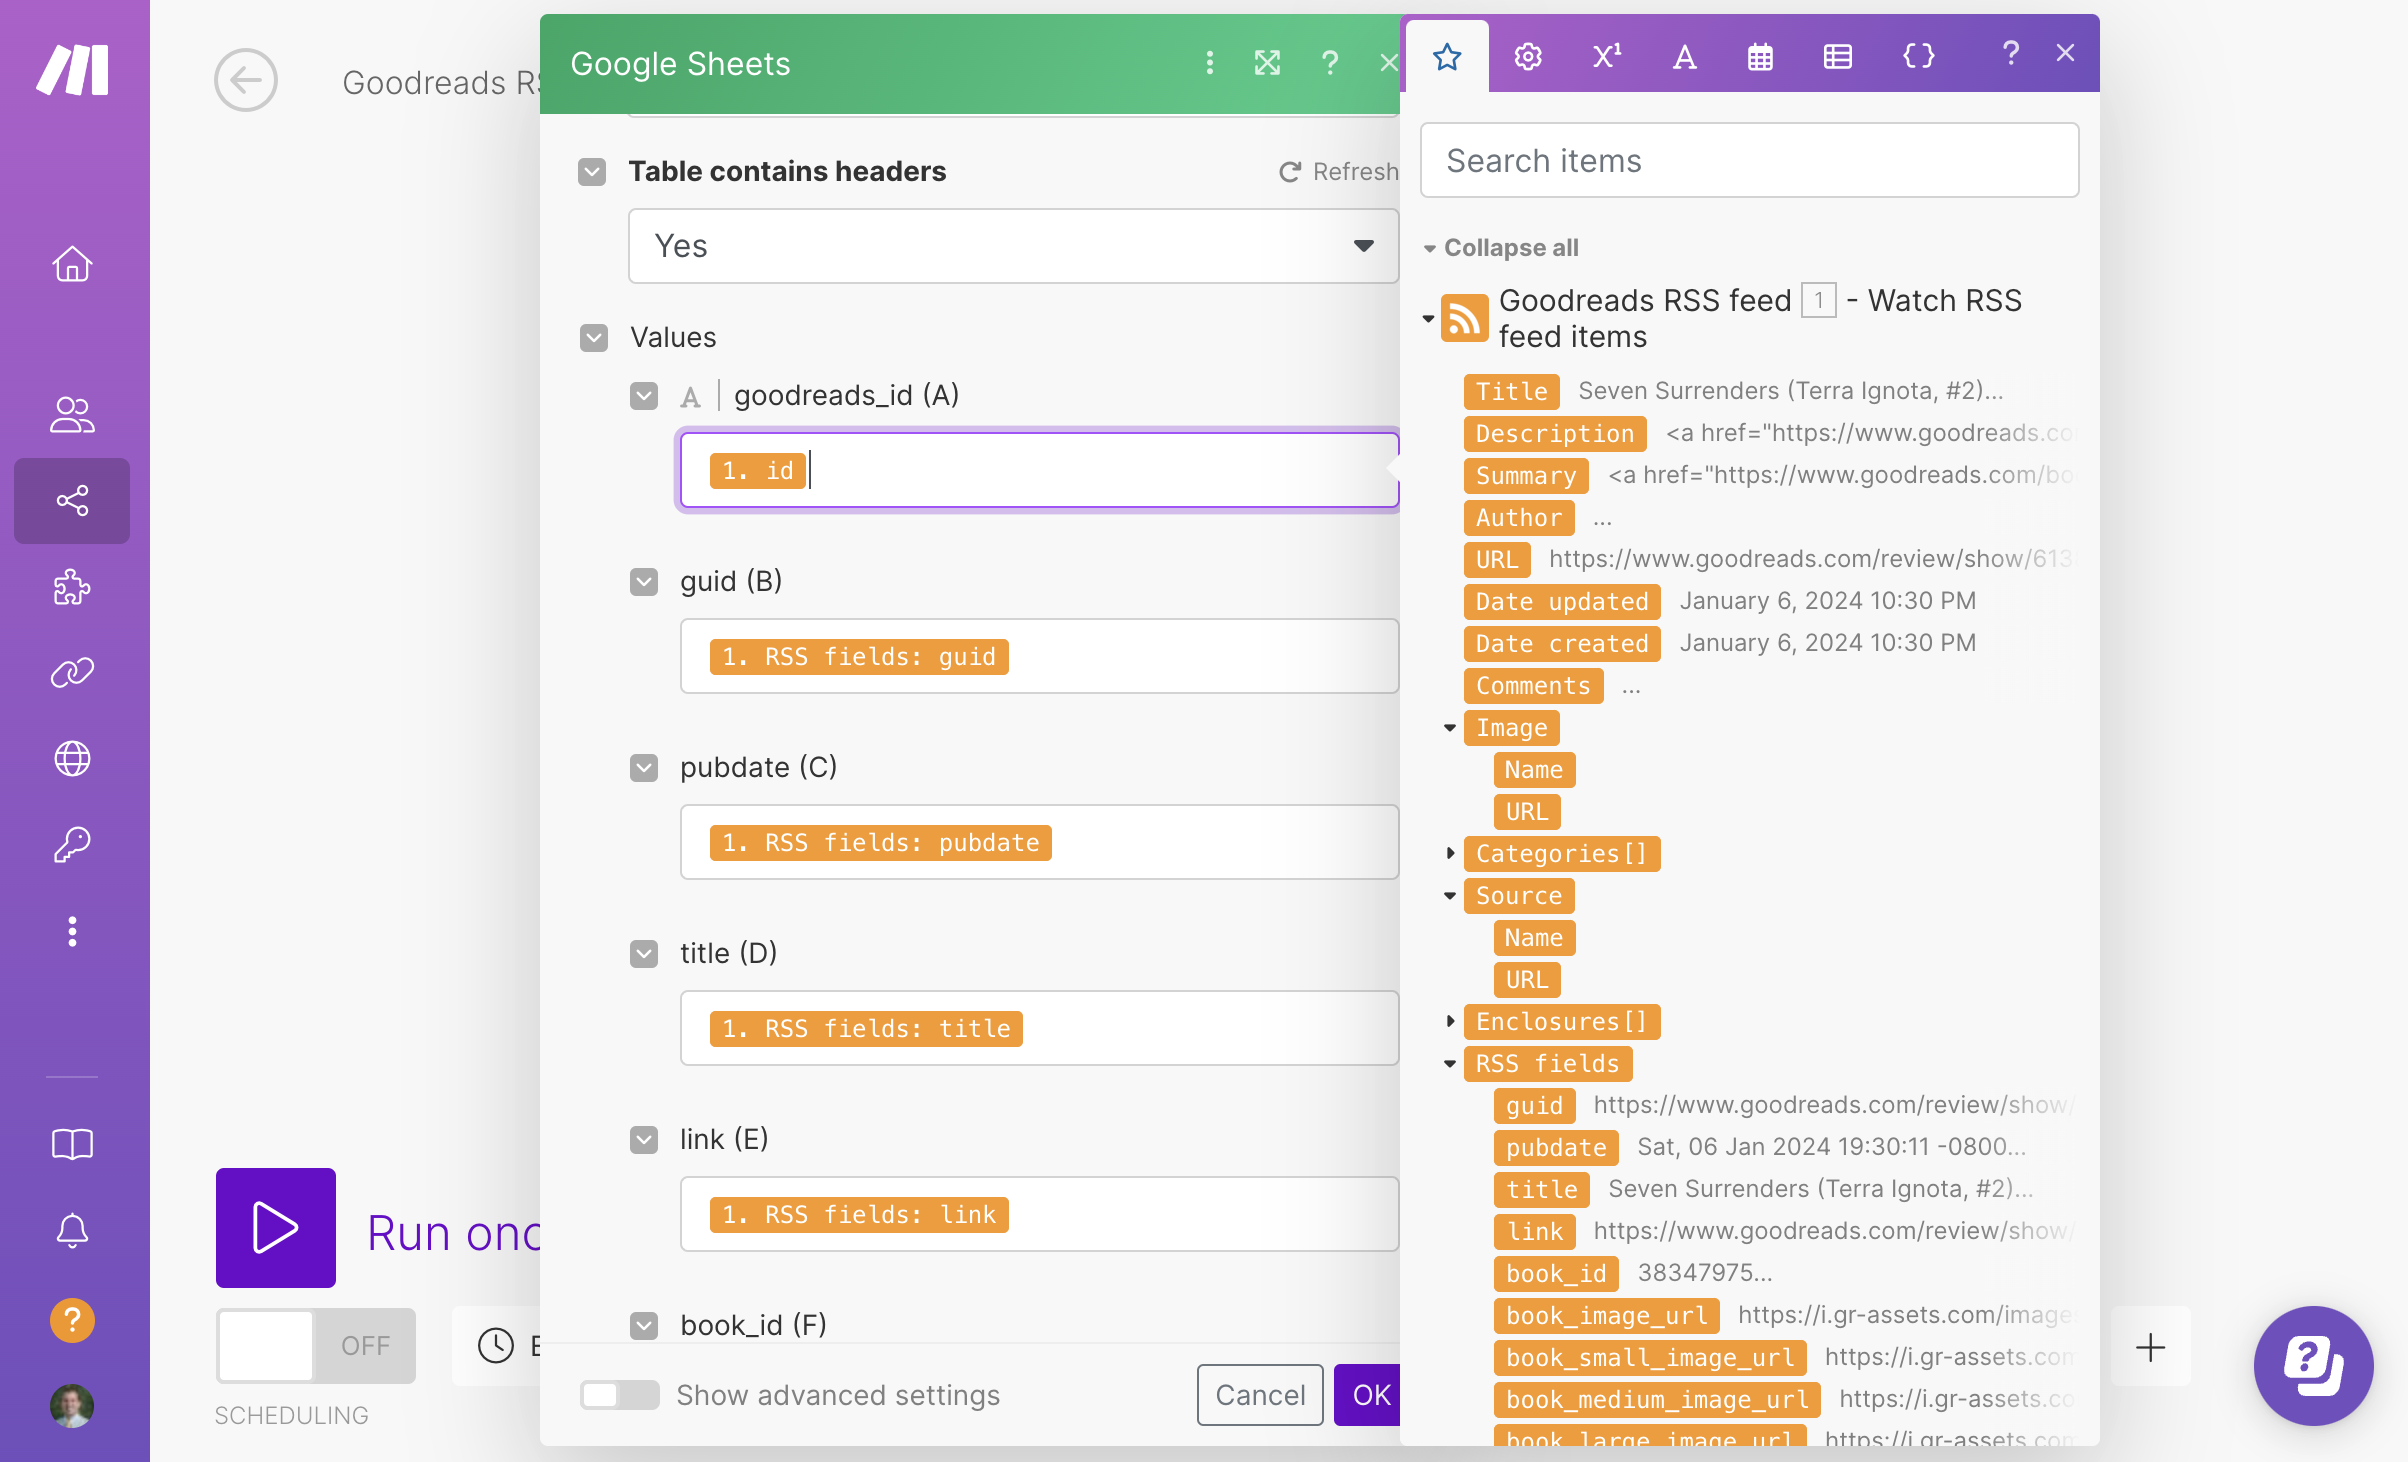 Goodreads RS
Google Sheets
Table contains headers
Refresh
Yes
Values
A | goodreads_id (A)
1. id
guid (B)
1. RSS fields: guid
pubdate (C)
1. RSS fields: pubdate
title (D)
1. RSS fields: title
link (E)
1. RSS fields: link
book_id (F)
Show advanced settings
Cancel
OK
Run onc
OFF
SCHEDULING
Search items
Collapse all
Goodreads RSS feed 1 - Watch RSS
feed items
Title Seven Surrenders (Terra Ignota, #2)...
Description <a href="https://www.goodreads.co
Summary <a href="https://www.goodreads.com/bo
Author ...
URL https://www.goodreads.com/review/show/613
Date updated January 6, 2024 10:30 PM
Date created January 6, 2024 10:30 PM
Comments ...
Image
Name
URL
Categories[]
Source
Name
URL
Enclosures[]
RSS fields
guid https://www.goodreads.com/review/show/
pubdate Sat, 06 Jan 2024 19:30:11 -0800...
title Seven Surrenders (Terra Ignota, #2)...
link https://www.goodreads.com/review/show/
book_id 38347975...
book_image_url https://i.gr-assets.com/image
book_small_image_url https://i.gr-assets.com
book_medium_image_url https://i.gr-assets.co
book_large_image_url https://i.gr-assets.com